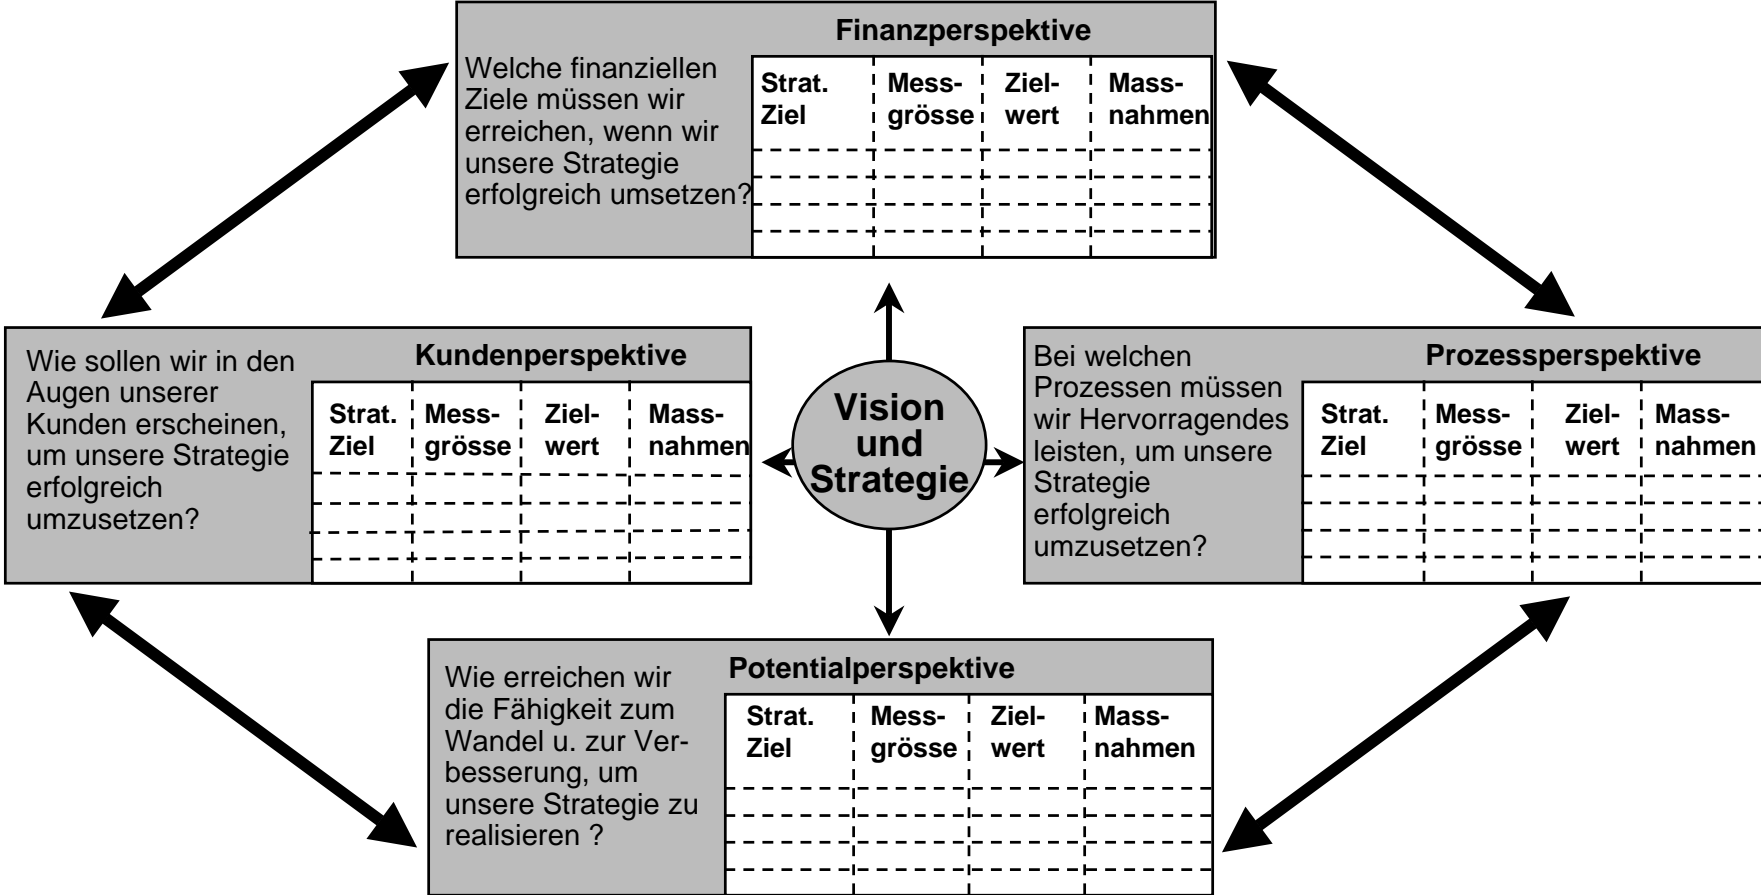 Finanzperspektive
Welche finanziellen
Ziele müssen wir
erreichen, wenn wir
unsere Strategie
erfolgreich umsetzen?
Strat. Mess- Ziel- Mass-
Ziel grösse wert nahmen
Kundenperspektive
Wie sollen wir in den
Augen unserer
Kunden erscheinen,
um unsere Strategie
erfolgreich
umzusetzen?
Strat. Mess- Ziel- Mass-
Ziel grösse wert nahmen
Vision
und
Strategie
Prozessperspektive
Bei welchen
Prozessen müssen
wir Hervorragendes
leisten, um unsere
Strategie
erfolgreich
umzusetzen?
Strat. Mess- Ziel- Mass-
Ziel grösse wert nahmen
Potentialperspektive
Wie erreichen wir
die Fähigkeit zum
Wandel u. zur Ver-
besserung, um
unsere Strategie zu
realisieren ?
Strat. Mess- Ziel- Mass-
Ziel grösse wert nahmen